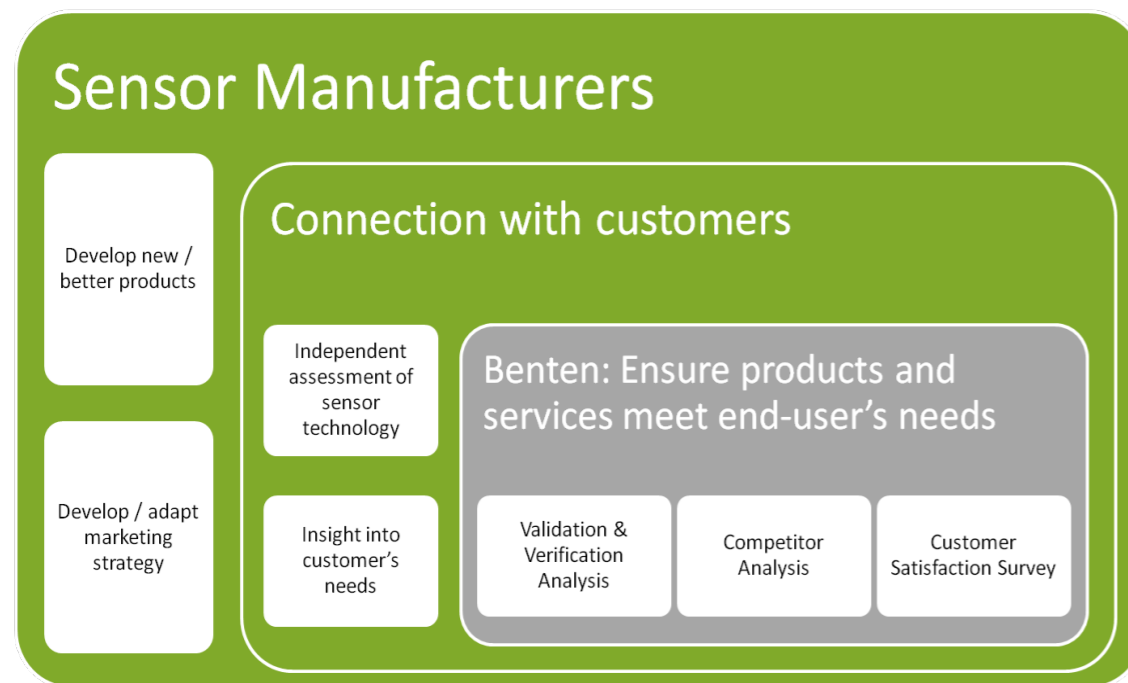 Sensor Manufacturers
Develop new /
better products
Develop / adapt
marketing
strategy
Connection with customers
Independent
assessment of
sensor
technology
Insight into
customer’s
needs
Benten: Ensure products and
services meet end-user’s needs
Validation &
Verification
Analysis
Competitor
Analysis
Customer
Satisfaction Survey